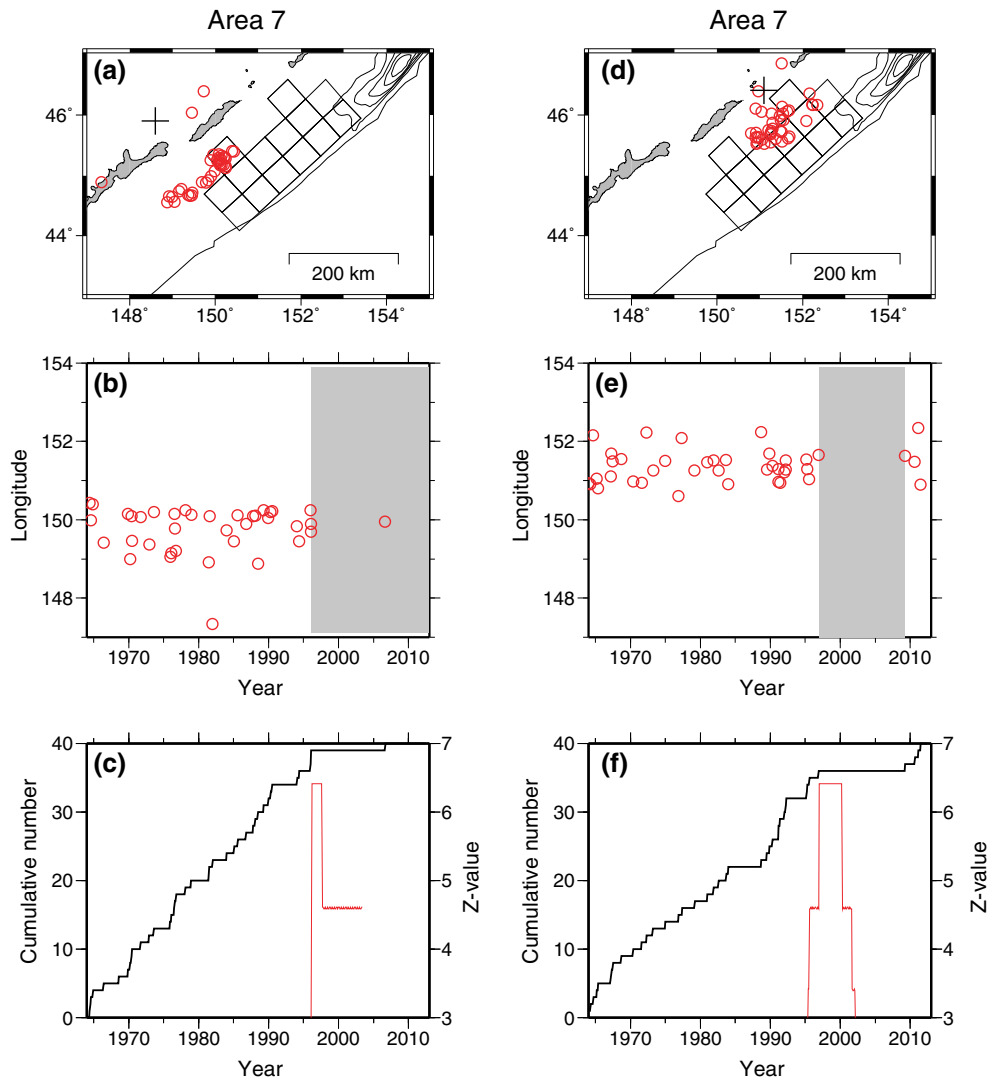 Area 7
Area 7
(a)
46°
44°
148° 150° 152° 154°
200 km
(d)
46°
44°
148° 150° 152° 154°
200 km
(b)
Longitude
154
152
150
148
1970 1980 1990 2000 2010
Year
(e)
Longitude
154
152
150
148
1970 1980 1990 2000 2010
Year
(c)
Cumulative number
40
30
20
10
0
7
6
5
4
3
Z-value
1970 1980 1990 2000 2010
Year
(f)
Cumulative number
40
30
20
10
0
7
6
5
4
3
Z-value
1970 1980 1990 2000 2010
Year